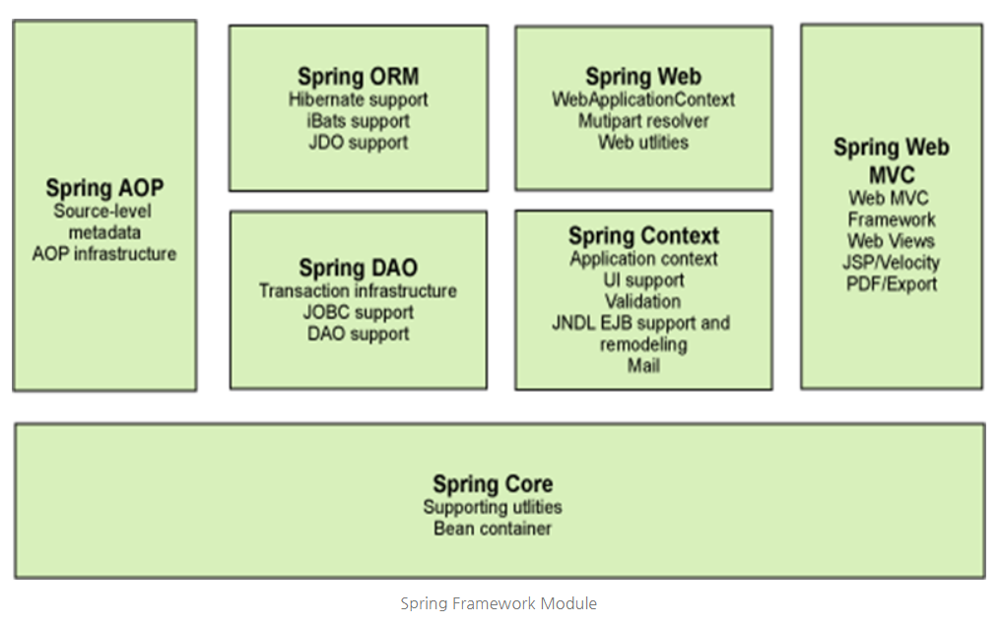 Spring AOP
Source-level
metadata
AOP infrastructure
Spring ORM
Hibernate support
iBats support
JDO support
Spring DAO
Transaction infrastructure
JOBC support
DAO support
Spring Web
WebApplicationContext
Mutipart resolver
Web utlities
Spring Context
Application context
UI support
Validation
JNDL EJB support and
remodeling
Mail
Spring Web
MVC
Web MVC
Framework
Web Views
JSP/Velocity
PDF/Export
Spring Core
Supporting utlities
Bean container
Spring Framework Module